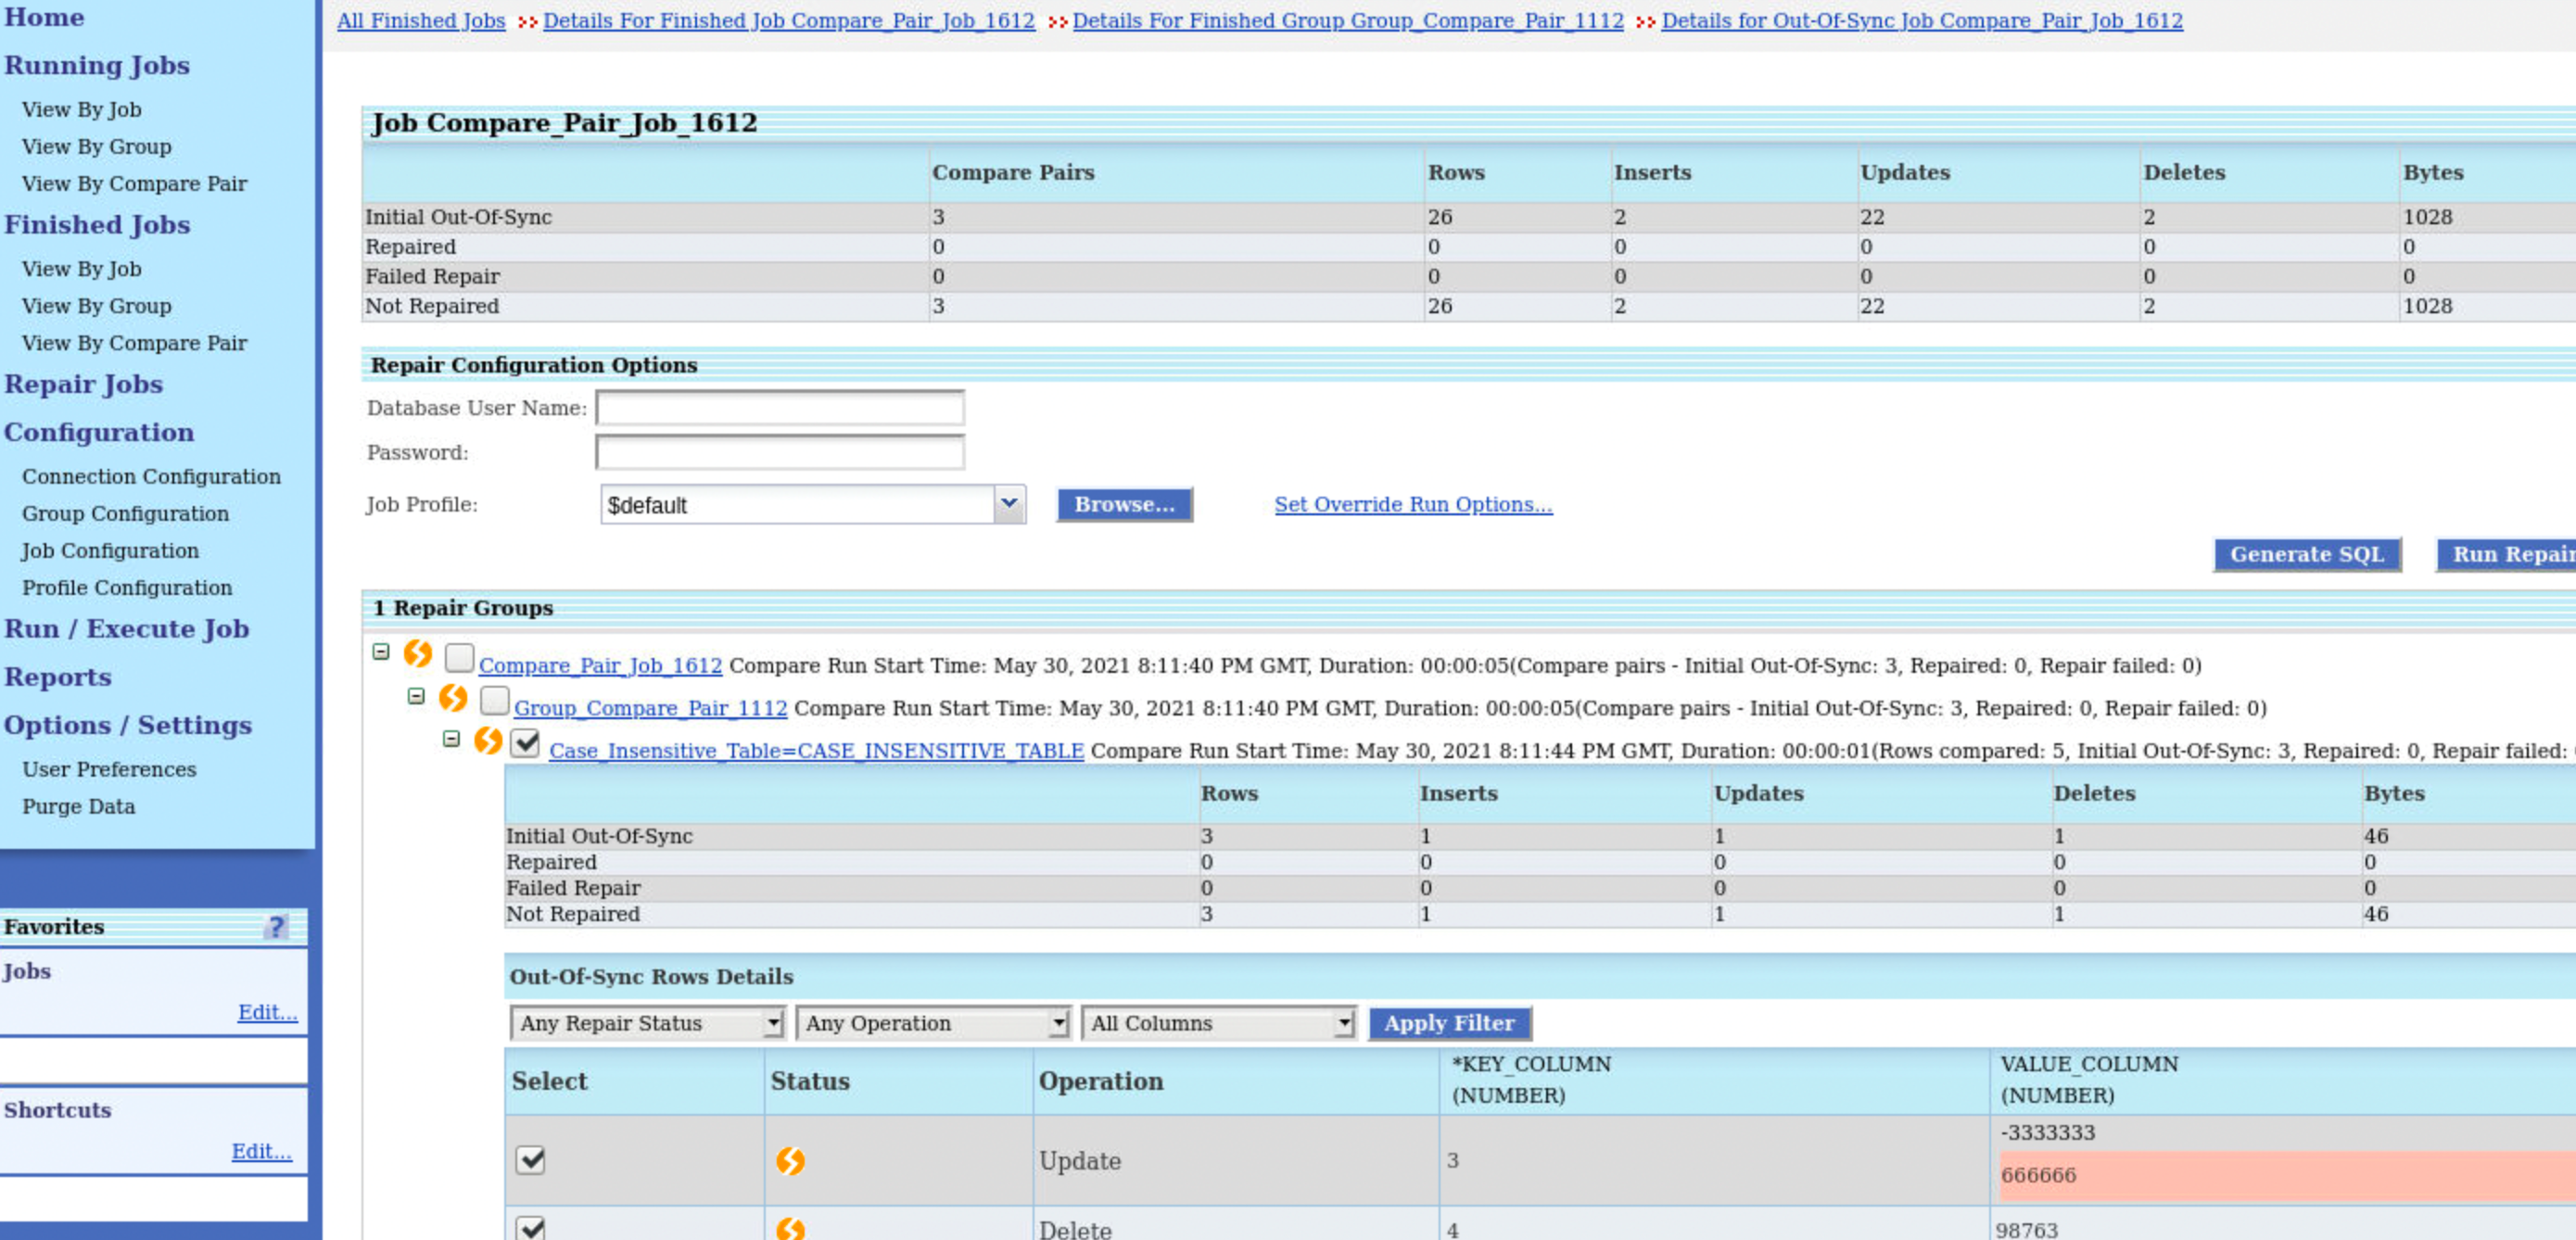 Home
Running Jobs
View By Job
View By Group
View By Compare Pair
Finished Jobs
View By Job
View By Group
View By Compare Pair
Repair Jobs
Configuration
Connection Configuration
Group Configuration
Job Configuration
Profile Configuration
Run / Execute Job
Reports
Options / Settings
User Preferences
Purge Data
Favorites ?
Jobs
Edit...
Shortcuts
Edit...
All Finished Jobs Details For Finished Job Compare_Pair_Job_1612 Details For Finished Group Group_Compare_Pair_1112 Details for Out-Of-Sync Job Compare_Pair_Job_1612
Job Compare_Pair_Job_1612
Compare Pairs Rows Inserts Updates Deletes Bytes
Initial Out-Of-Sync 3 26 2 22 2 1028
Repaired 0 0 0 0 0 0
Failed Repair 0 0 0 0 0 0
Not Repaired 3 26 2 22 2 1028
Repair Configuration Options
Database User Name:
Password:
Job Profile: $default Browse... Set Override Run Options...
Generate SQL Run Repair
1 Repair Groups
Compare_Pair_Job_1612 Compare Run Start Time: May 30, 2021 8:11:40 PM GMT, Duration: 00:00:05(Compare pairs - Initial Out-Of-Sync: 3, Repaired: 0, Repair failed: 0)
Group_Compare_Pair_1112 Compare Run Start Time: May 30, 2021 8:11:40 PM GMT, Duration: 00:00:05(Compare pairs - Initial Out-Of-Sync: 3, Repaired: 0, Repair failed: 0)
Case_Insensitive_Table=CASE_INSENSITIVE_TABLE Compare Run Start Time: May 30, 2021 8:11:44 PM GMT, Duration: 00:00:01(Rows compared: 5, Initial Out-Of-Sync: 3, Repaired: 0, Repair failed:
Rows Inserts Updates Deletes Bytes
Initial Out-Of-Sync 3 1 1 1 46
Repaired 0 0 0 0 0
Failed Repair 0 0 0 0 0
Not Repaired 3 1 1 1 46
Out-Of-Sync Rows Details
Any Repair Status Any Operation All Columns Apply Filter
Select Status Operation *KEY_COLUMN (NUMBER) VALUE_COLUMN (NUMBER)
Update 3 -3333333
666666
Delete 4 98763